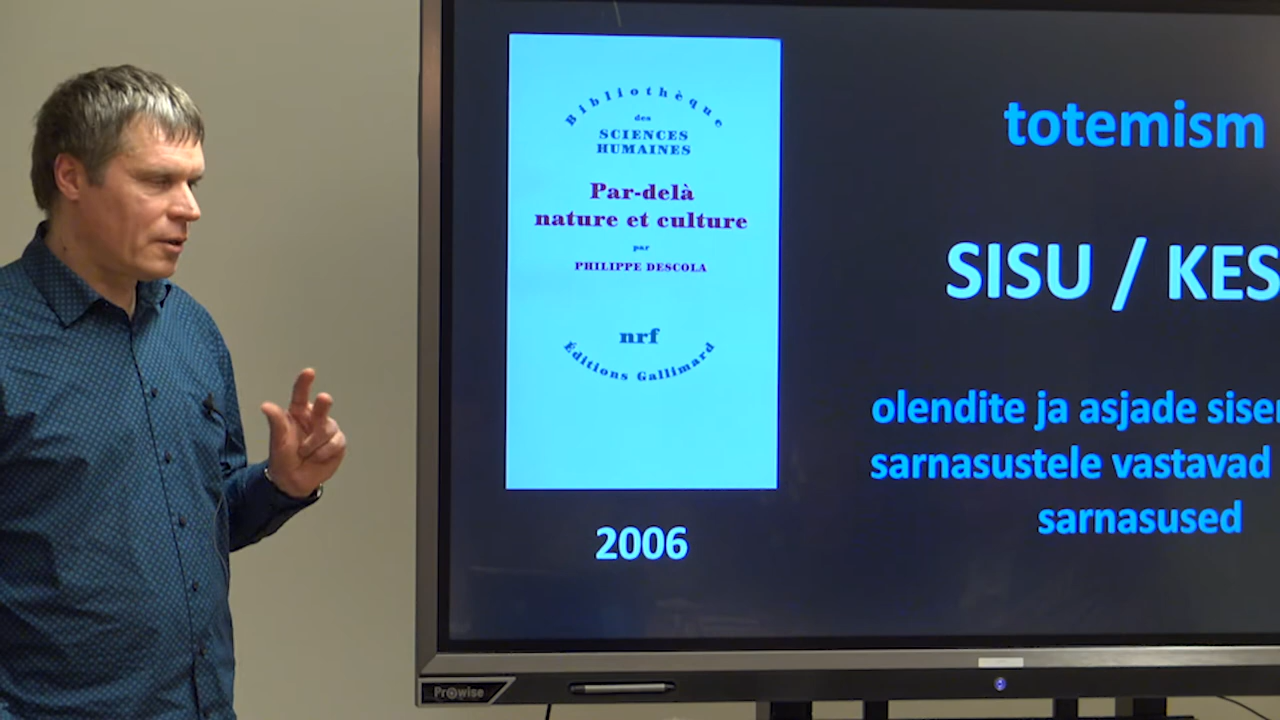 Bibliothèque
des
SCIENCES
HUMAINES
Par-delà
nature et culture
par
PHILIPPE DESCOLA
nrf
Éditions Gallimard
2006
totemism
SISU / KES
olendite ja asjade
sarnasustele vastavad
sarnasused
Prowise